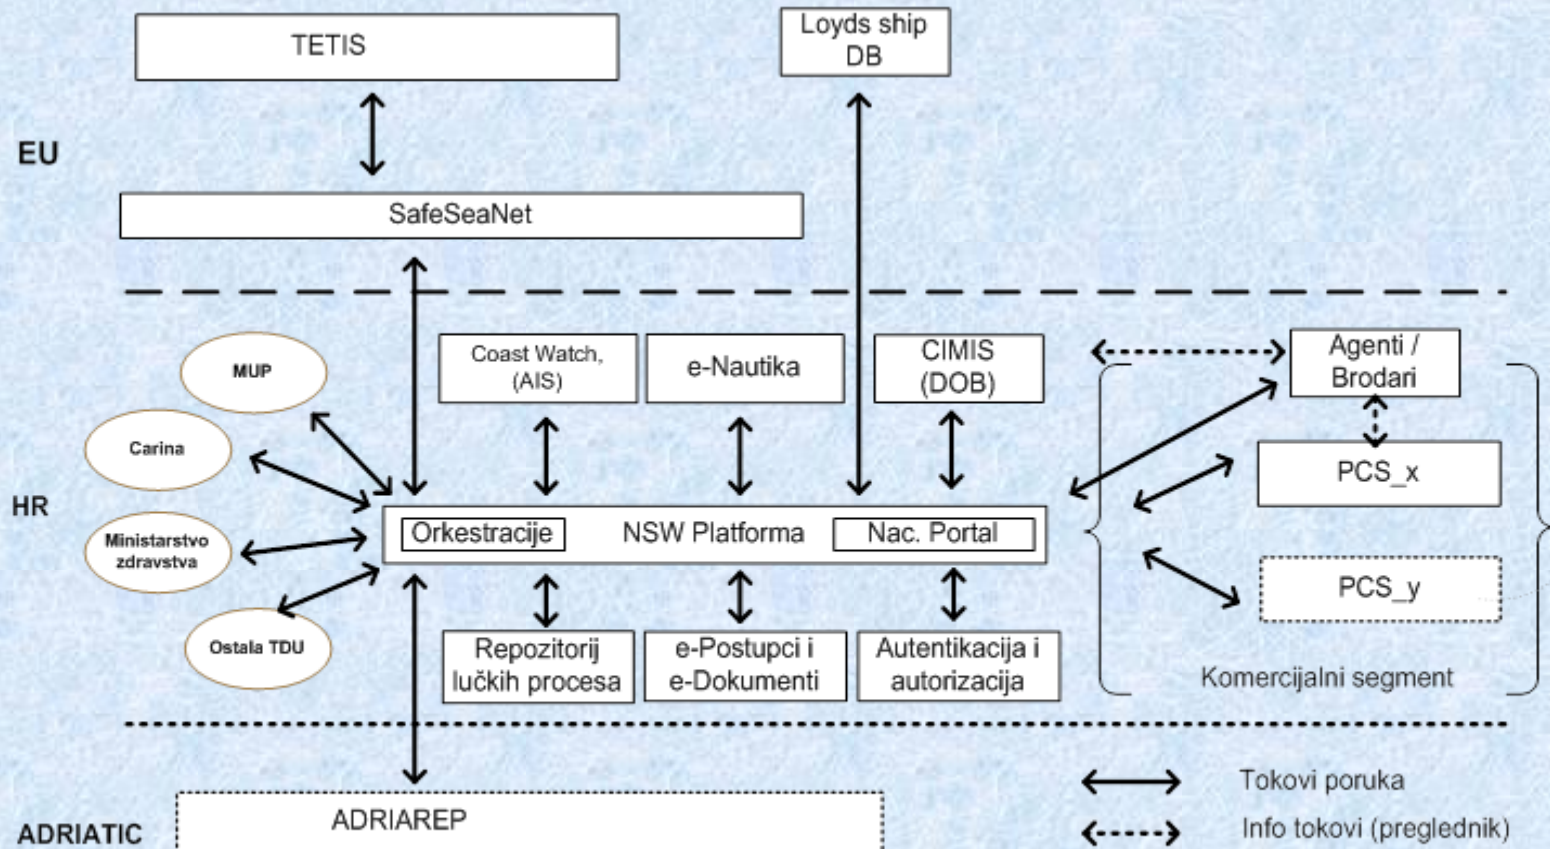 TETIS
Loyds ship
DB
EU
SafeSeaNet
MUP
Coast Watch,
(AIS)
e-Nautika
CIMIS
(DOB)
Agenti /
Brodari
Carina
PCS_x
HR
Orkestracije
NSW Platforma
Nac. Portal
Ministarstvo
zdravstva
PCS_y
Ostala TDU
Repozitorij
lučkih procesa
e-Postupci i
e-Dokumenti
Autentikacija i
autorizacija
Komercijalni segment
Tokovi poruka
ADRIAREP
ADRIATIC
Info tokovi (preglednik)